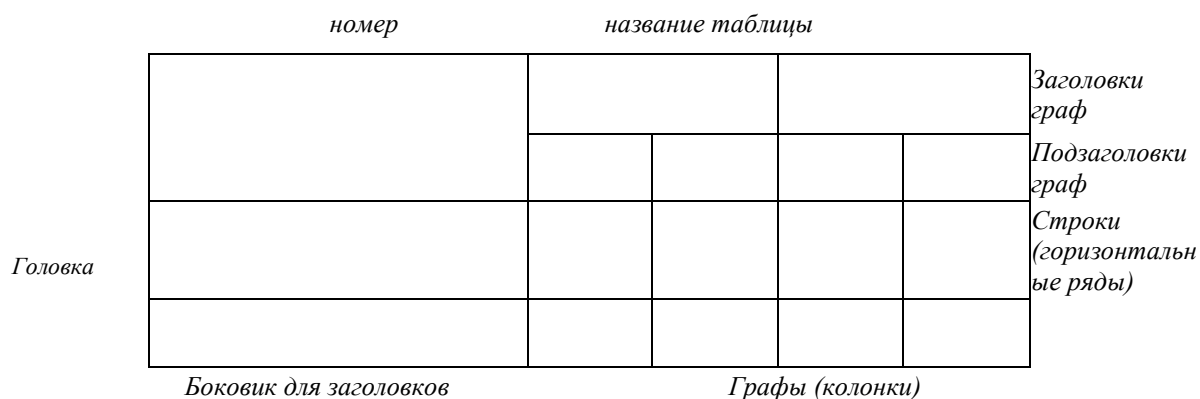 номер название таблицы
Заголовки
граф
Подзаголовки
граф
Строки
(горизонтальн
ые ряды)
Головка
Боковик для заголовков Графы (колонки)